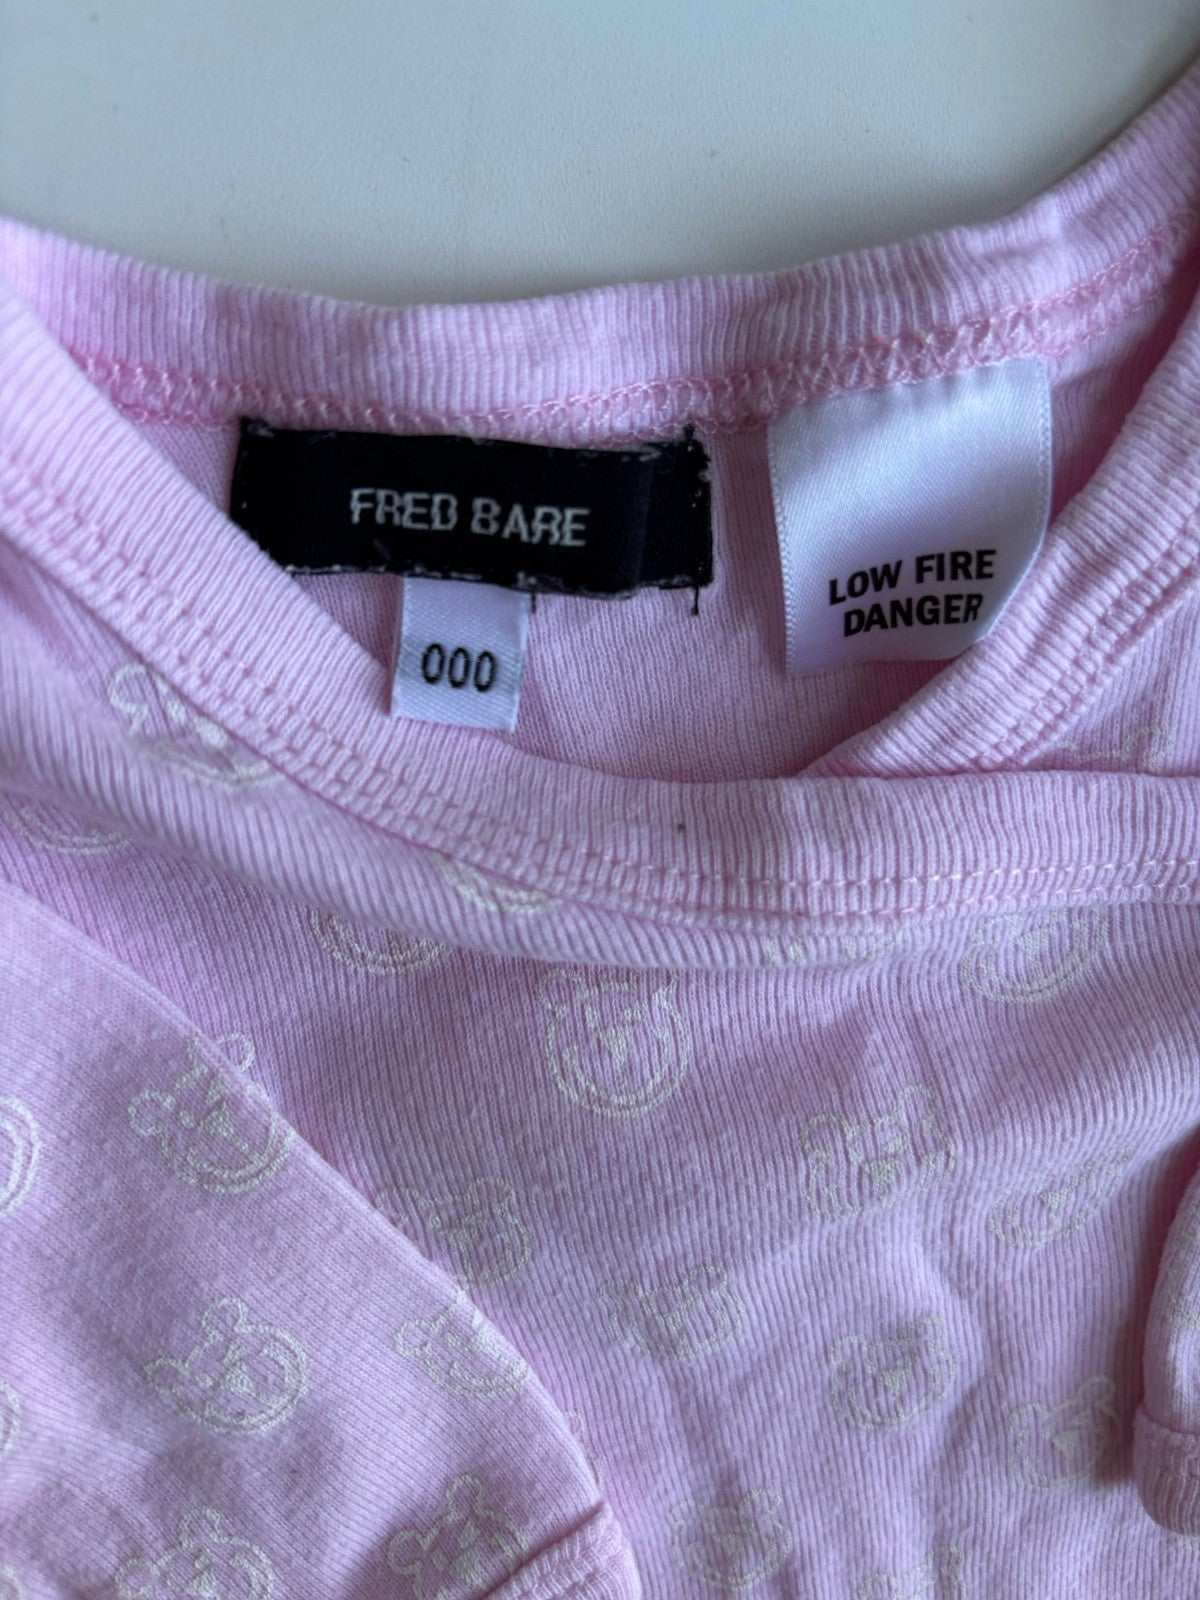 FRED BARE
000
LOW FIRE
DANGER